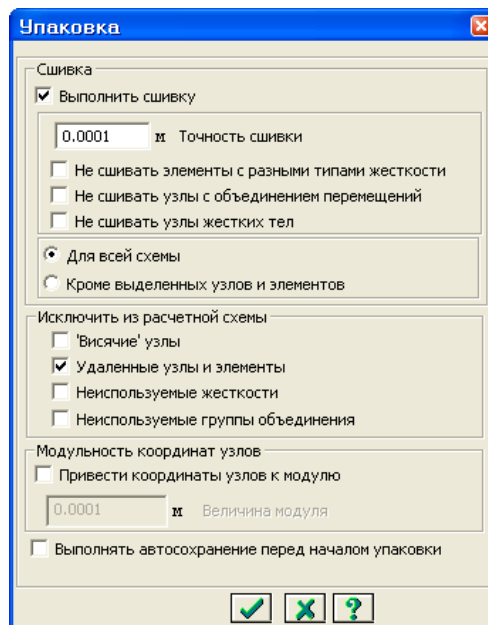 Упаковка
Сшивка
Выполнить сшивку
0.0001 м Точность сшивки
Не сшивать элементы с разными типами жесткости
Не сшивать узлы с объединением перемещений
Не сшивать узлы жестких тел
Для всей схемы
Кроме выделенных узлов и элементов
Исключить из расчетной схемы
'Висячие' узлы
Удаленные узлы и элементы
Неиспользуемые жесткости
Неиспользуемые группы объединения
Модульность координат узлов
Привести координаты узлов к модулю
0.0001 м Величина модуля
Выполнять автосохранение перед началом упаковки
?